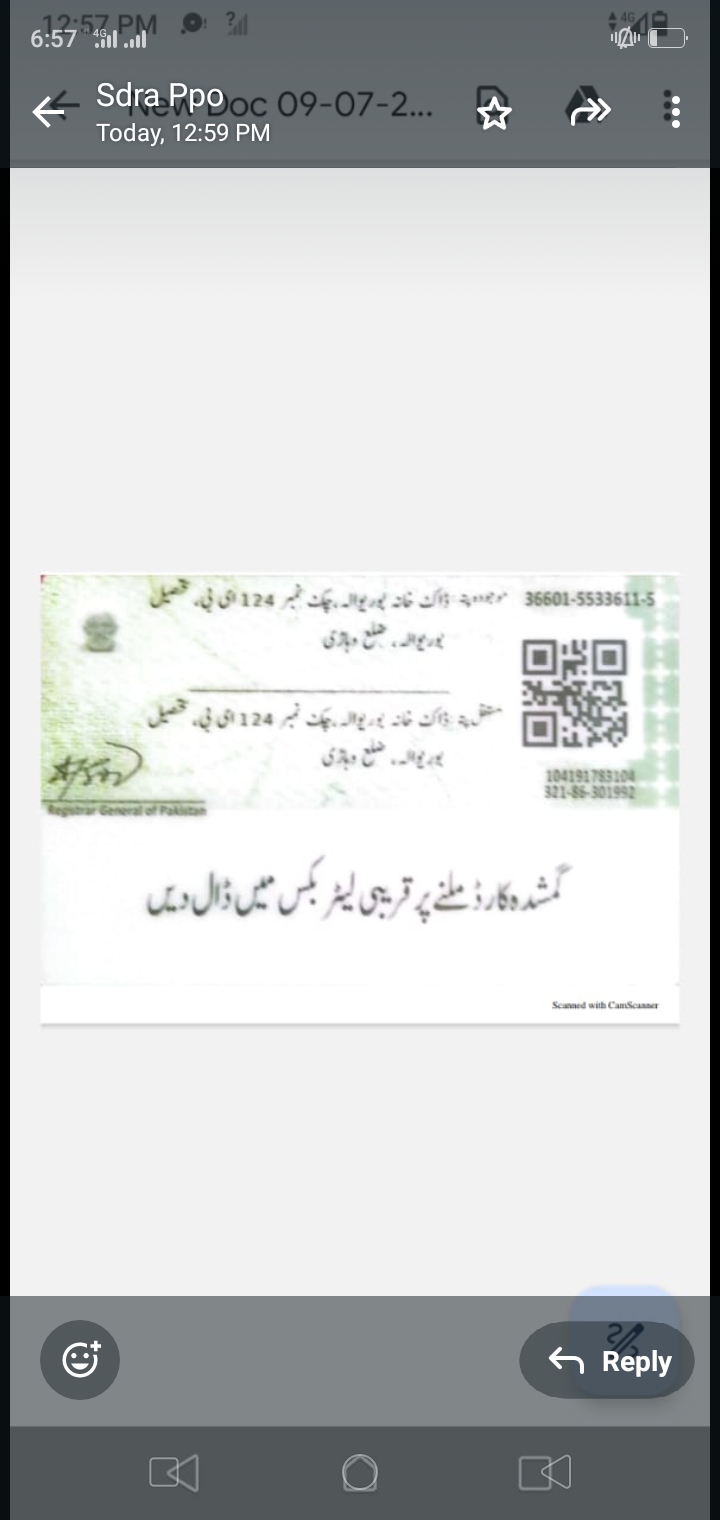 12:57 PM
6:57 4G
4G
Sdra Ppo
New Doc 09-07-2...
Today, 12:59 PM
36601-5533611-5
موجودہ پتہ: ڈاک خانہ بوریوالہ، چک نمبر 124 ای بی، تحصیل
بوریوالہ، ضلع وہاڑی
مستقل پتہ: ڈاک خانہ بوریوالہ، چک نمبر 124 ای بی، تحصیل
بوریوالہ، ضلع وہاڑی
104191783104
321-86-301992
Registrar General of Pakistan
گمشدہ کارڈ ملنے پر قریبی لیٹر بکس میں ڈال دیں
Scanned with CamScanner
Reply